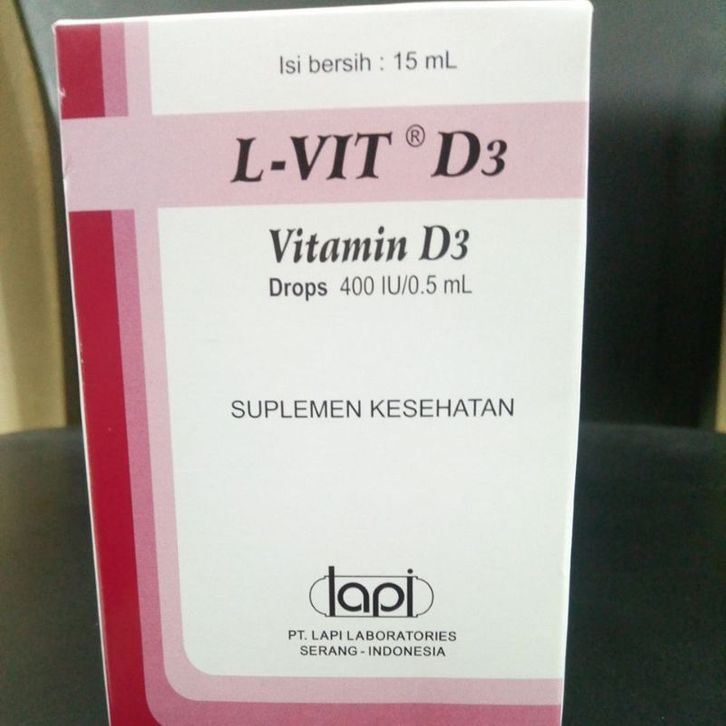 Isi bersih : 15 mL
L-VIT ® D3
Vitamin D3
Drops 400 IU/0.5 mL
SUPLEMEN KESEHATAN
lapi
PT. LAPI LABORATORIES
SERANG - INDONESIA